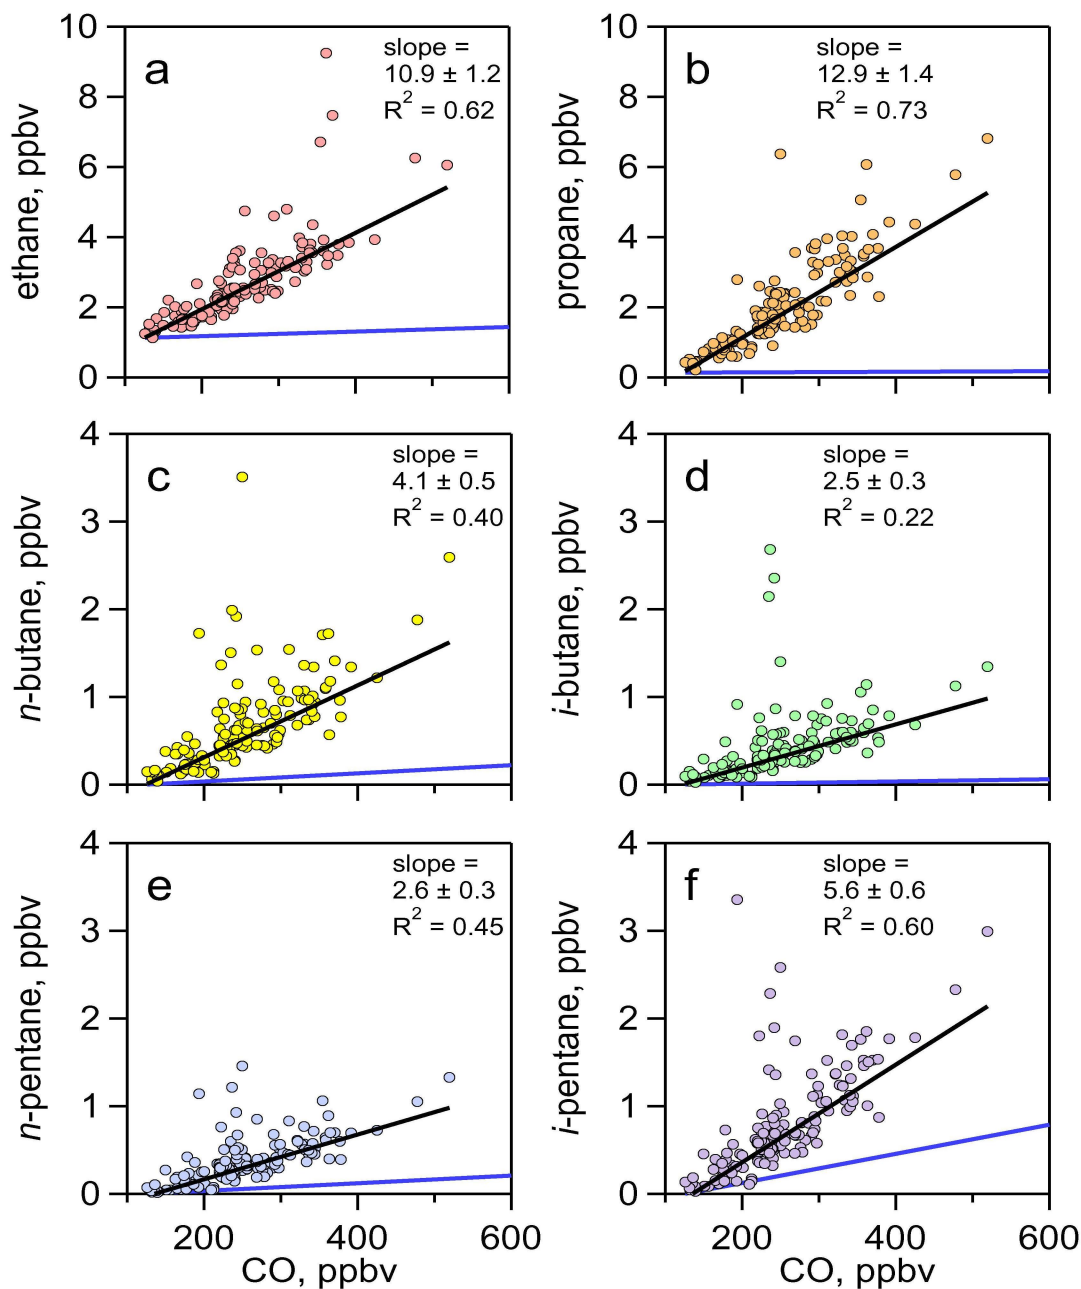 10
8
6
4
2
0
ethane, ppbv
a
slope =
10.9 ± 1.2
R² = 0.62
10
8
6
4
2
0
propane, ppbv
b
slope =
12.9 ± 1.4
R² = 0.73
4
3
2
1
0
n-butane, ppbv
c
slope =
4.1 ± 0.5
R² = 0.40
4
3
2
1
0
i-butane, ppbv
d
slope =
2.5 ± 0.3
R² = 0.22
4
3
2
1
0
n-pentane, ppbv
e
slope =
2.6 ± 0.3
R² = 0.45
200 400 600
CO, ppbv
4
3
2
1
0
i-pentane, ppbv
f
slope =
5.6 ± 0.6
R² = 0.60
200 400 600
CO, ppbv